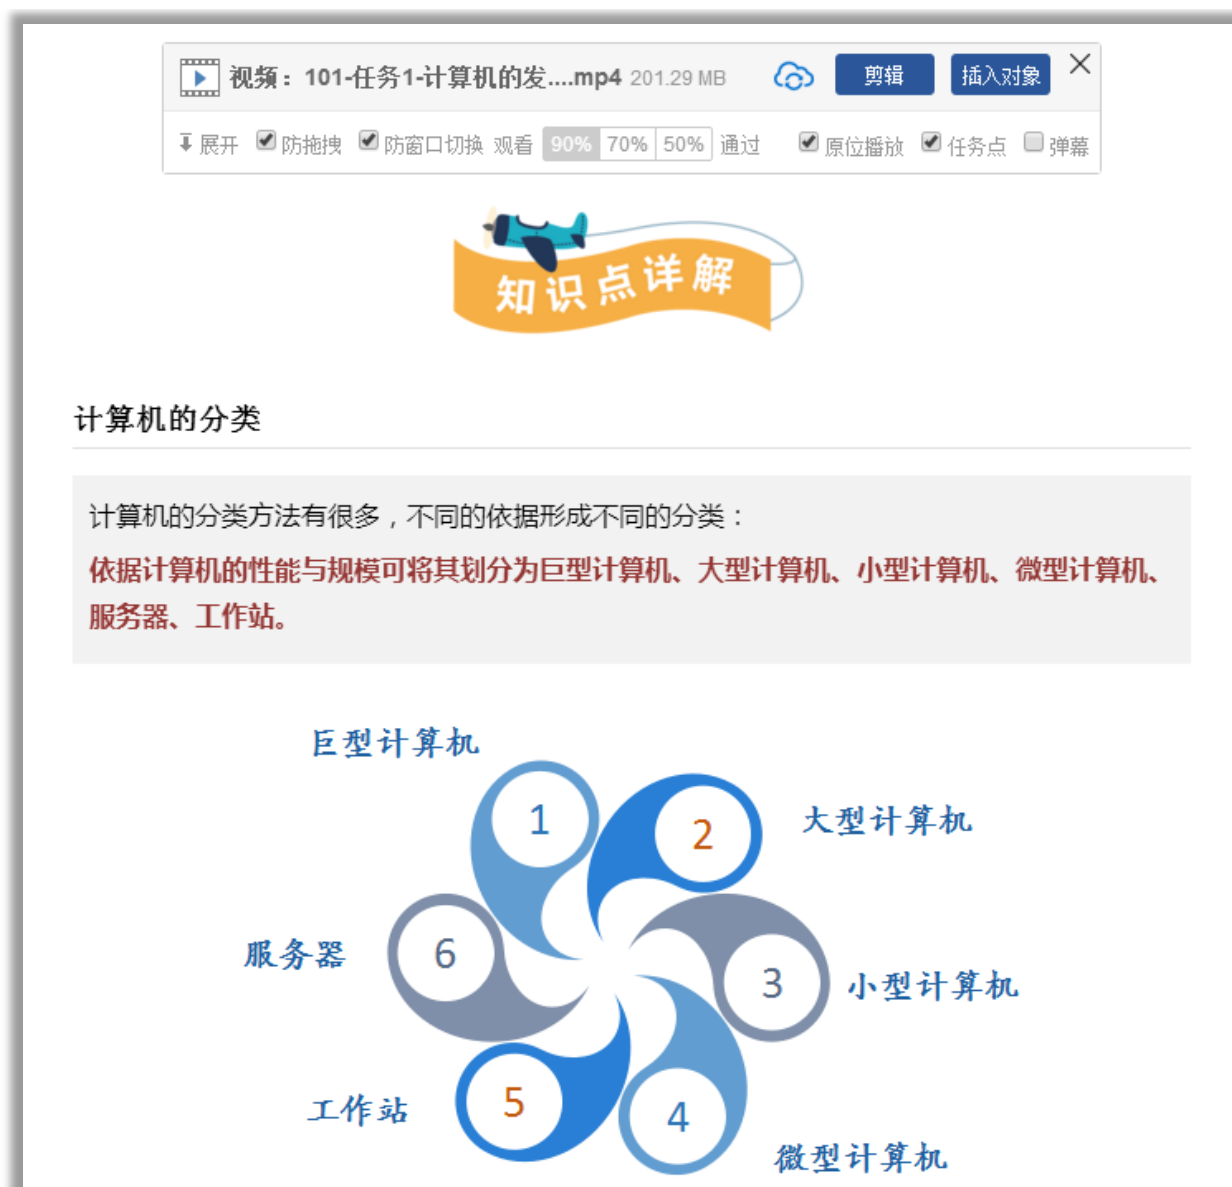 视频：101-任务1-计算机的发....mp4 201.29 MB 剪辑 插入对象
展开 防拖拽 防窗口切换 观看 90% 70% 50% 通过 原位播放 任务点 弹幕
知识点详解
计算机的分类
计算机的分类方法有很多，不同的依据形成不同的分类：
依据计算机的性能与规模可将其划分为巨型计算机、大型计算机、小型计算机、微型计算机、
服务器、工作站。
巨型计算机
1
2
大型计算机
服务器
6
3
小型计算机
工作站
5
4
微型计算机